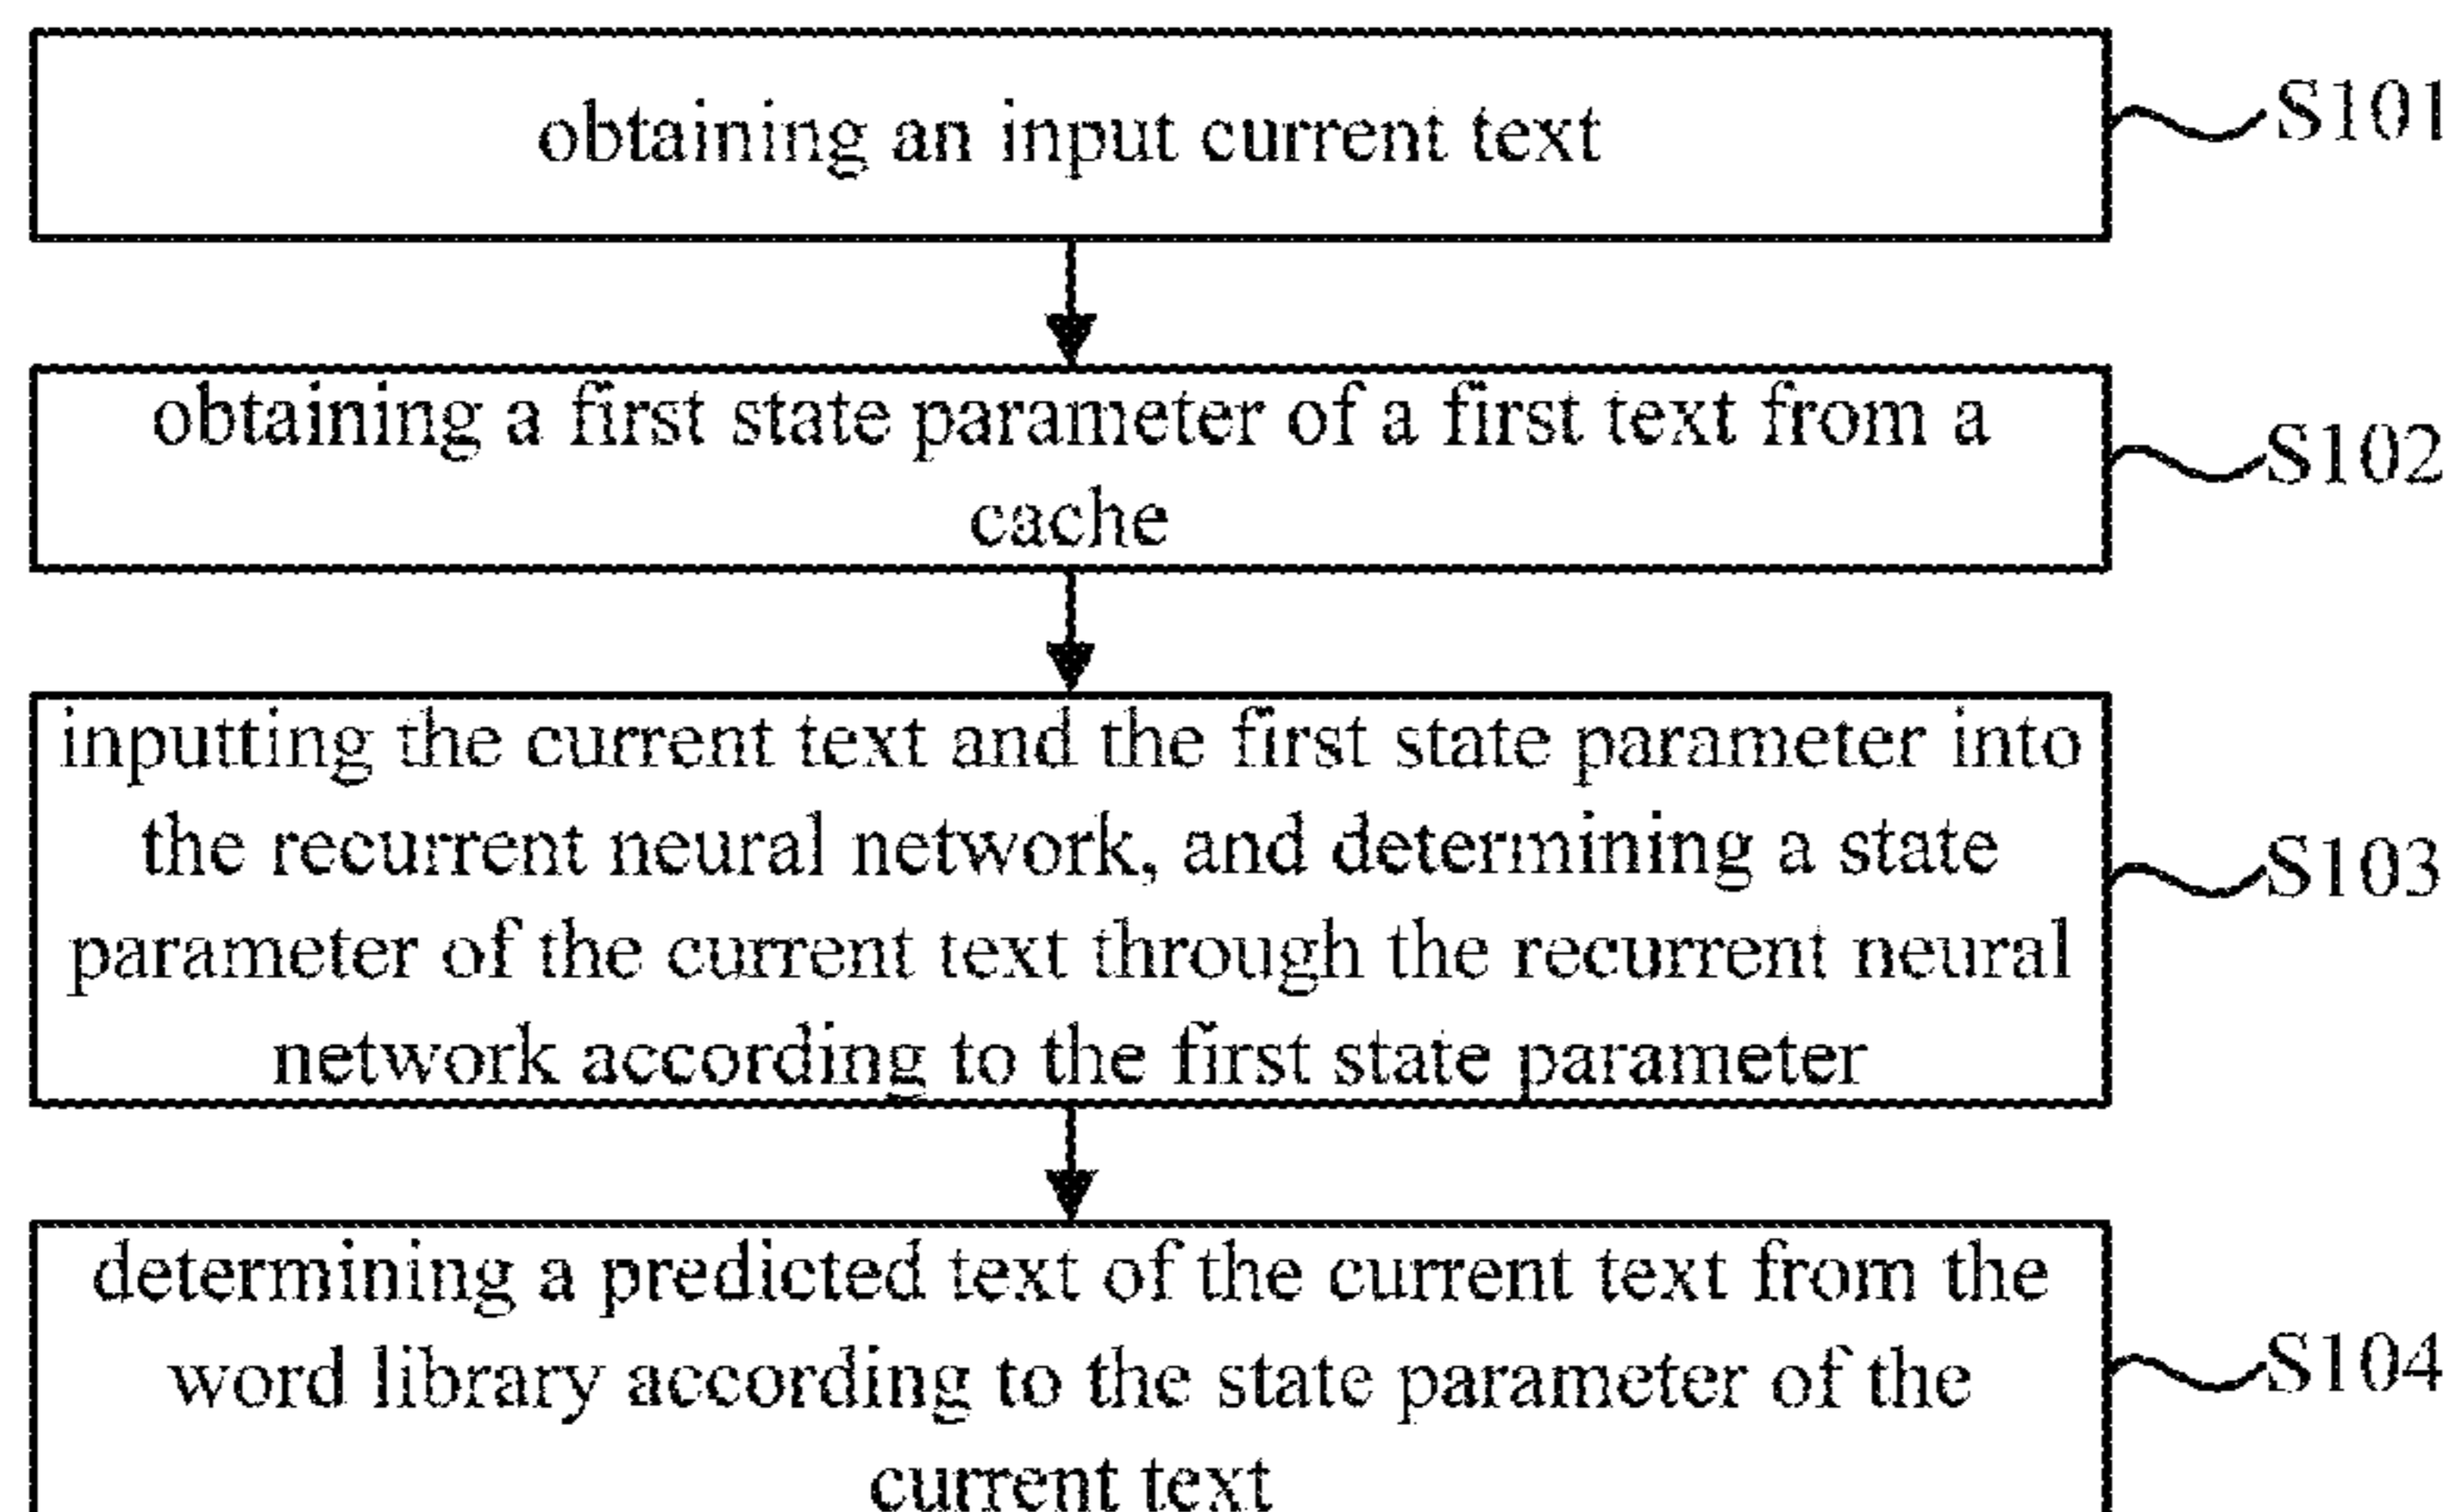 obtaining an input current text
S101
obtaining a first state parameter of a first text from a
cache
S102
inputting the current text and the first state parameter into
the recurrent neural network, and determining a state
parameter of the current text through the recurrent neural
network according to the first state parameter
S103
determining a predicted text of the current text from the
word library according to the state parameter of the
current text
S104